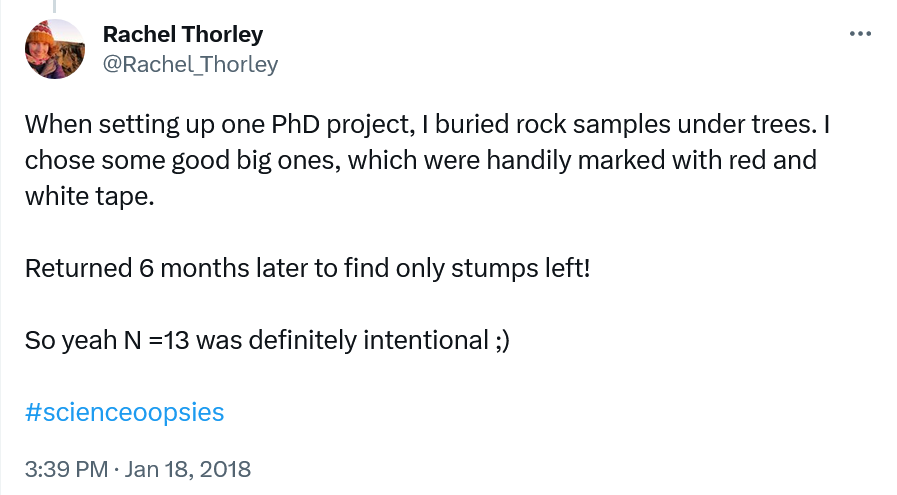 Rachel Thorley
@Rachel_Thorley
When setting up one PhD project, I buried rock samples under trees. I
chose some good big ones, which were handily marked with red and
white tape.
Returned 6 months later to find only stumps left!
So yeah N =13 was definitely intentional ;)
#scienceoopsies
3:39 PM · Jan 18, 2018